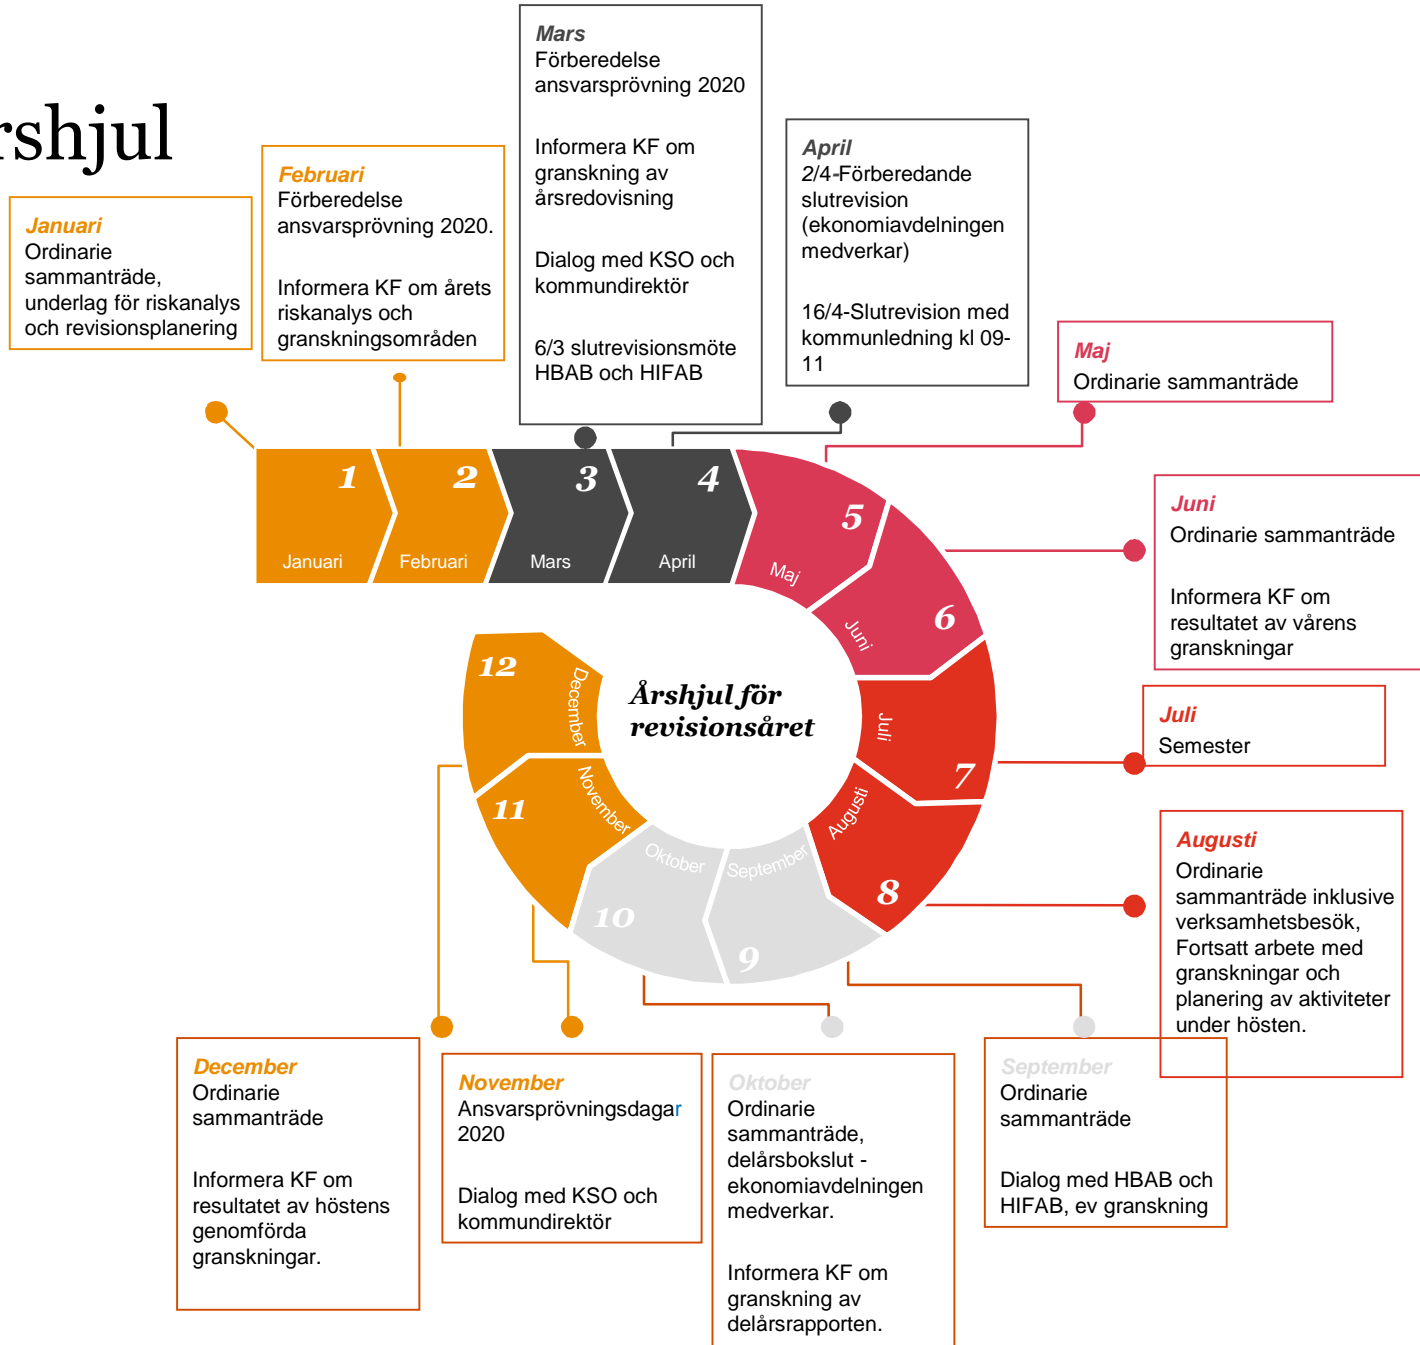 rshjul
Januari
Ordinarie
sammanträde,
underlag för riskanalys
och revisionsplanering
Februari
Förberedelse
ansvarsprövning 2020.
Informera KF om årets
riskanalys och
granskningsområden
Mars
Förberedelse
ansvarsprövning 2020
Informera KF om
granskning av
årsredovisning
Dialog med KSO och
kommundirektör
6/3 slutrevisionsmöte
HBAB och HIFAB
April
2/4-Förberedande
slutrevision
(ekonomiavdelningen
medverkar)
16/4-Slutrevision med
kommunledning kl 09-
11
Maj
Ordinarie sammanträde
Juni
Ordinarie sammanträde
Informera KF om
resultatet av vårens
granskningar
Juli
Semester
Augusti
Ordinarie
sammanträde inklusive
verksamhetsbesök,
Fortsatt arbete med
granskningar och
planering av aktiviteter
under hösten.
1
Januari
2
Februari
3
Mars
4
April
5
Maj
6
Juni
7
Juli
8
Augusti
9
September
10
Oktober
11
November
12
December
Årshjul för
revisionsåret
December
Ordinarie
sammanträde
Informera KF om
resultatet av höstens
genomförda
granskningar.
November
Ansvarsprövningsdagar
2020
Dialog med KSO och
kommundirektör
Oktober
Ordinarie
sammanträde,
delårsbokslut -
ekonomiavdelningen
medverkar.
Informera KF om
granskning av
delårsrapporten.
September
Ordinarie
sammanträde
Dialog med HBAB och
HIFAB, ev granskning